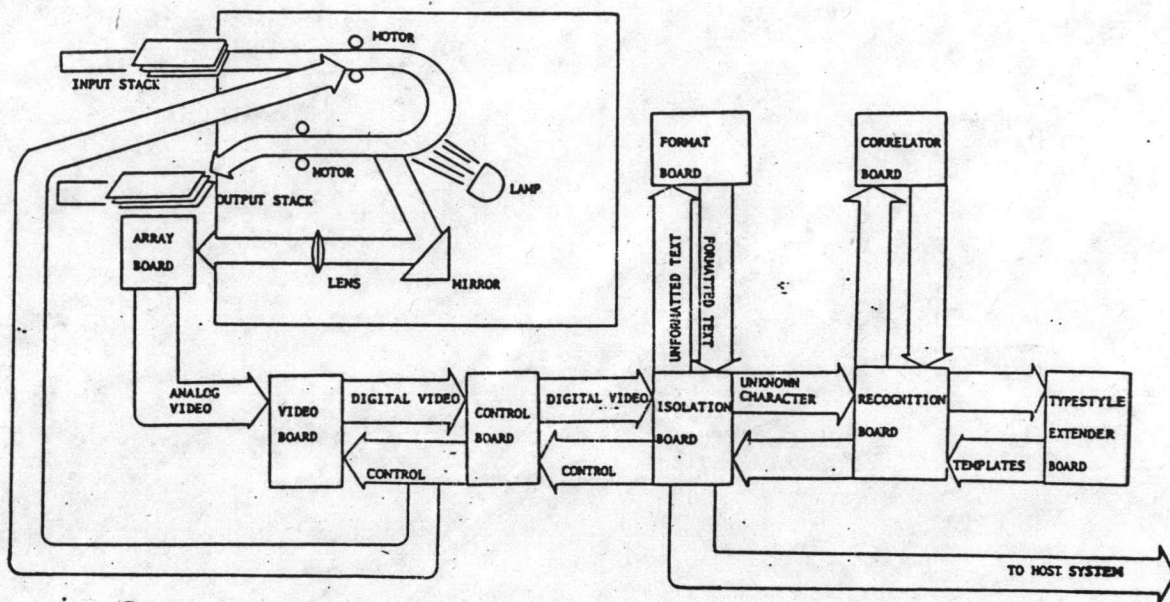 MOTOR
INPUT STACK
MOTOR
LAMP
OUTPUT STACK
FORMAT
BOARD
CORRELATOR
BOARD
ARRAY
BOARD
LENS
MIRROR
UNFORMATTED TEXT
FORMATTED TEXT
ANALOG
VIDEO
VIDEO
BOARD
DIGITAL VIDEO
CONTROL
BOARD
DIGITAL VIDEO
ISOLATION
BOARD
UNKNOWN
CHARACTER
RECOGNITION
BOARD
TYPESTYLE
EXTENDER
BOARD
CONTROL
CONTROL
TEMPLATES
TO HOST SYSTEM